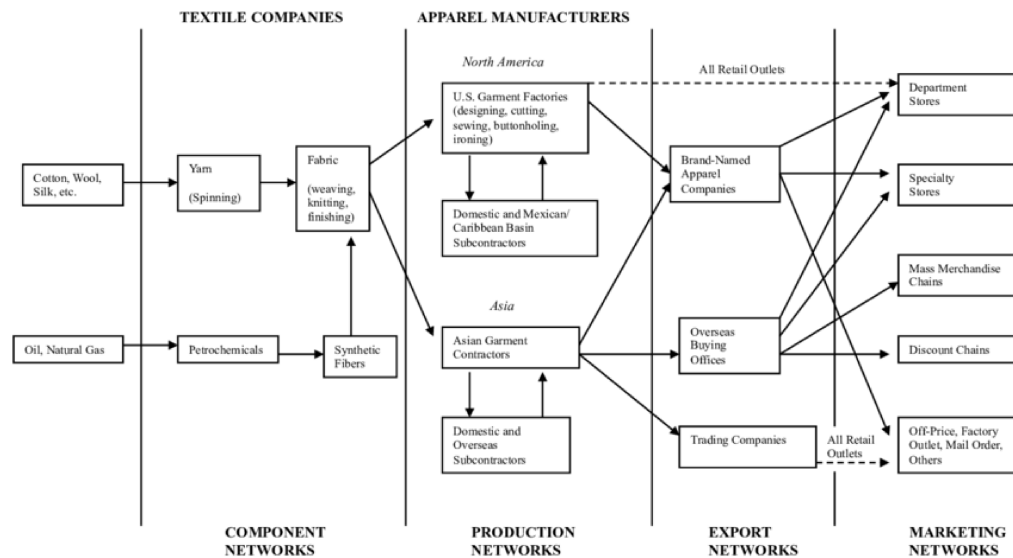 TEXTILE COMPANIES
APPAREL MANUFACTURERS
North America
All Retail Outlets
U.S. Garment Factories
(designing, cutting,
sewing, buttonholing,
ironing)
Department
Stores
Cotton, Wool,
Silk, etc.
Yarn
(Spinning)
Fabric
(weaving,
knitting,
finishing)
Brand-Named
Apparel
Companies
Specialty
Stores
Domestic and Mexican/
Caribbean Basin
Subcontractors
Mass Merchandise
Chains
Asia
Oil, Natural Gas
Petrochemicals
Synthetic
Fibers
Asian Garment
Contractors
Overseas
Buying
Offices
Discount Chains
Domestic and
Overseas
Subcontractors
Trading Companies
All Retail
Outlets
Off-Price, Factory
Outlet, Mail Order,
Others
COMPONENT
NETWORKS
PRODUCTION
NETWORKS
EXPORT
NETWORKS
MARKETING
NETWORKS